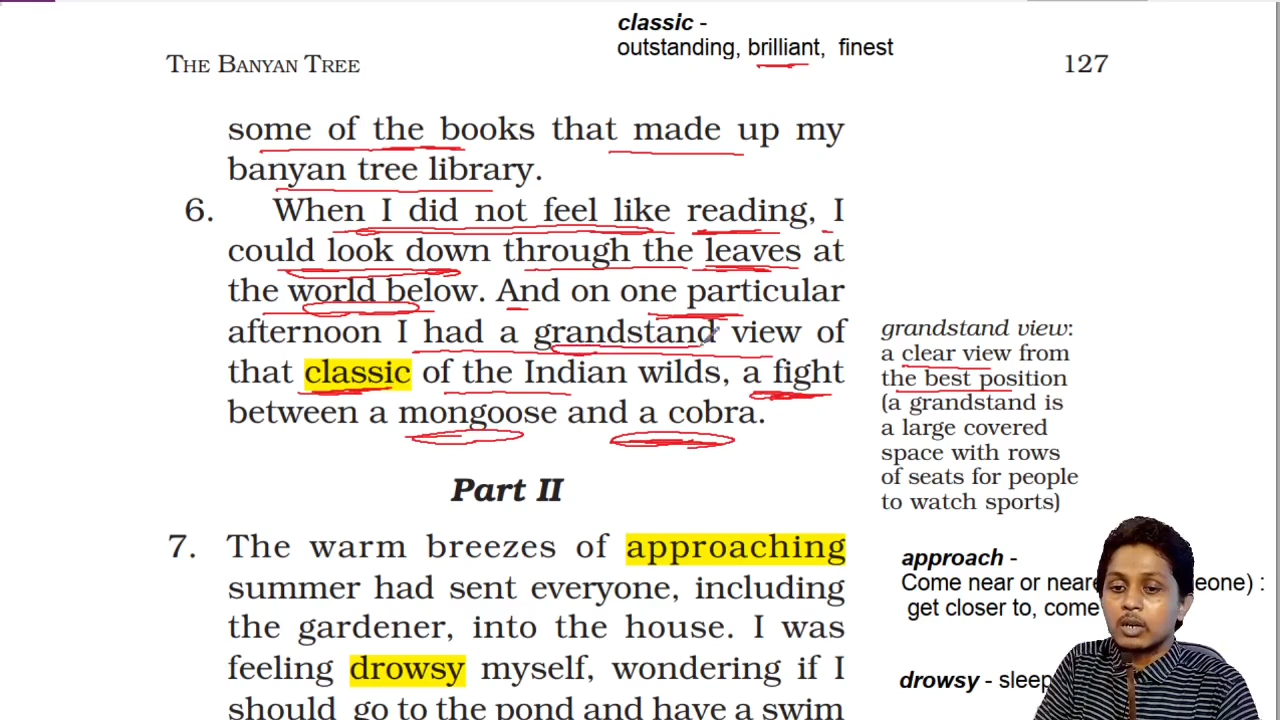 classic -
outstanding, brilliant, finest
THE BANYAN TREE
127
some of the books that made up my
banyan tree library.
6. When I did not feel like reading, I
could look down through the leaves at
the world below. And on one particular
afternoon I had a grandstand view of
that classic of the Indian wilds, a fight
between a mongoose and a cobra.
grandstand view:
a clear view from
the best position
(a grandstand is
a large covered
space with rows
of seats for people
to watch sports)
Part II
7. The warm breezes of approaching
summer had sent everyone, including
the gardener, into the house. I was
feeling drowsy myself, wondering if I
should go to the pond and have a swim
approach -
Come near or :
get closer to, come
drowsy -